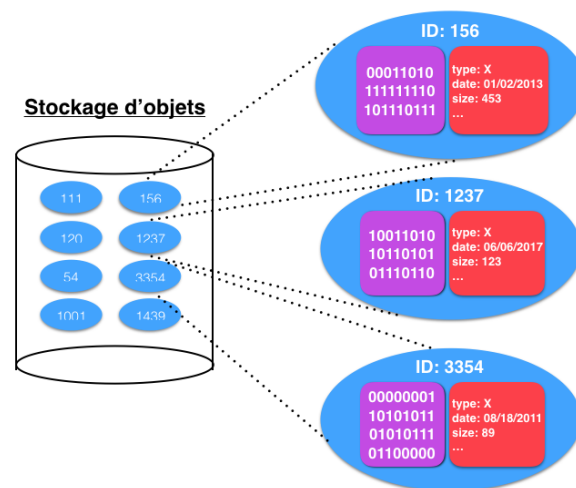 Stockage d'objets
111
156
120
1237
54
3354
1001
1439
ID: 156
00011010
111111110
101110111
type: X
date: 01/02/2013
size: 453
...
ID: 1237
10011010
10110101
01110110
type: X
date: 06/06/2017
size: 123
...
ID: 3354
00000001
10101011
01010111
01100000
type: X
date: 08/18/2011
size: 89
...